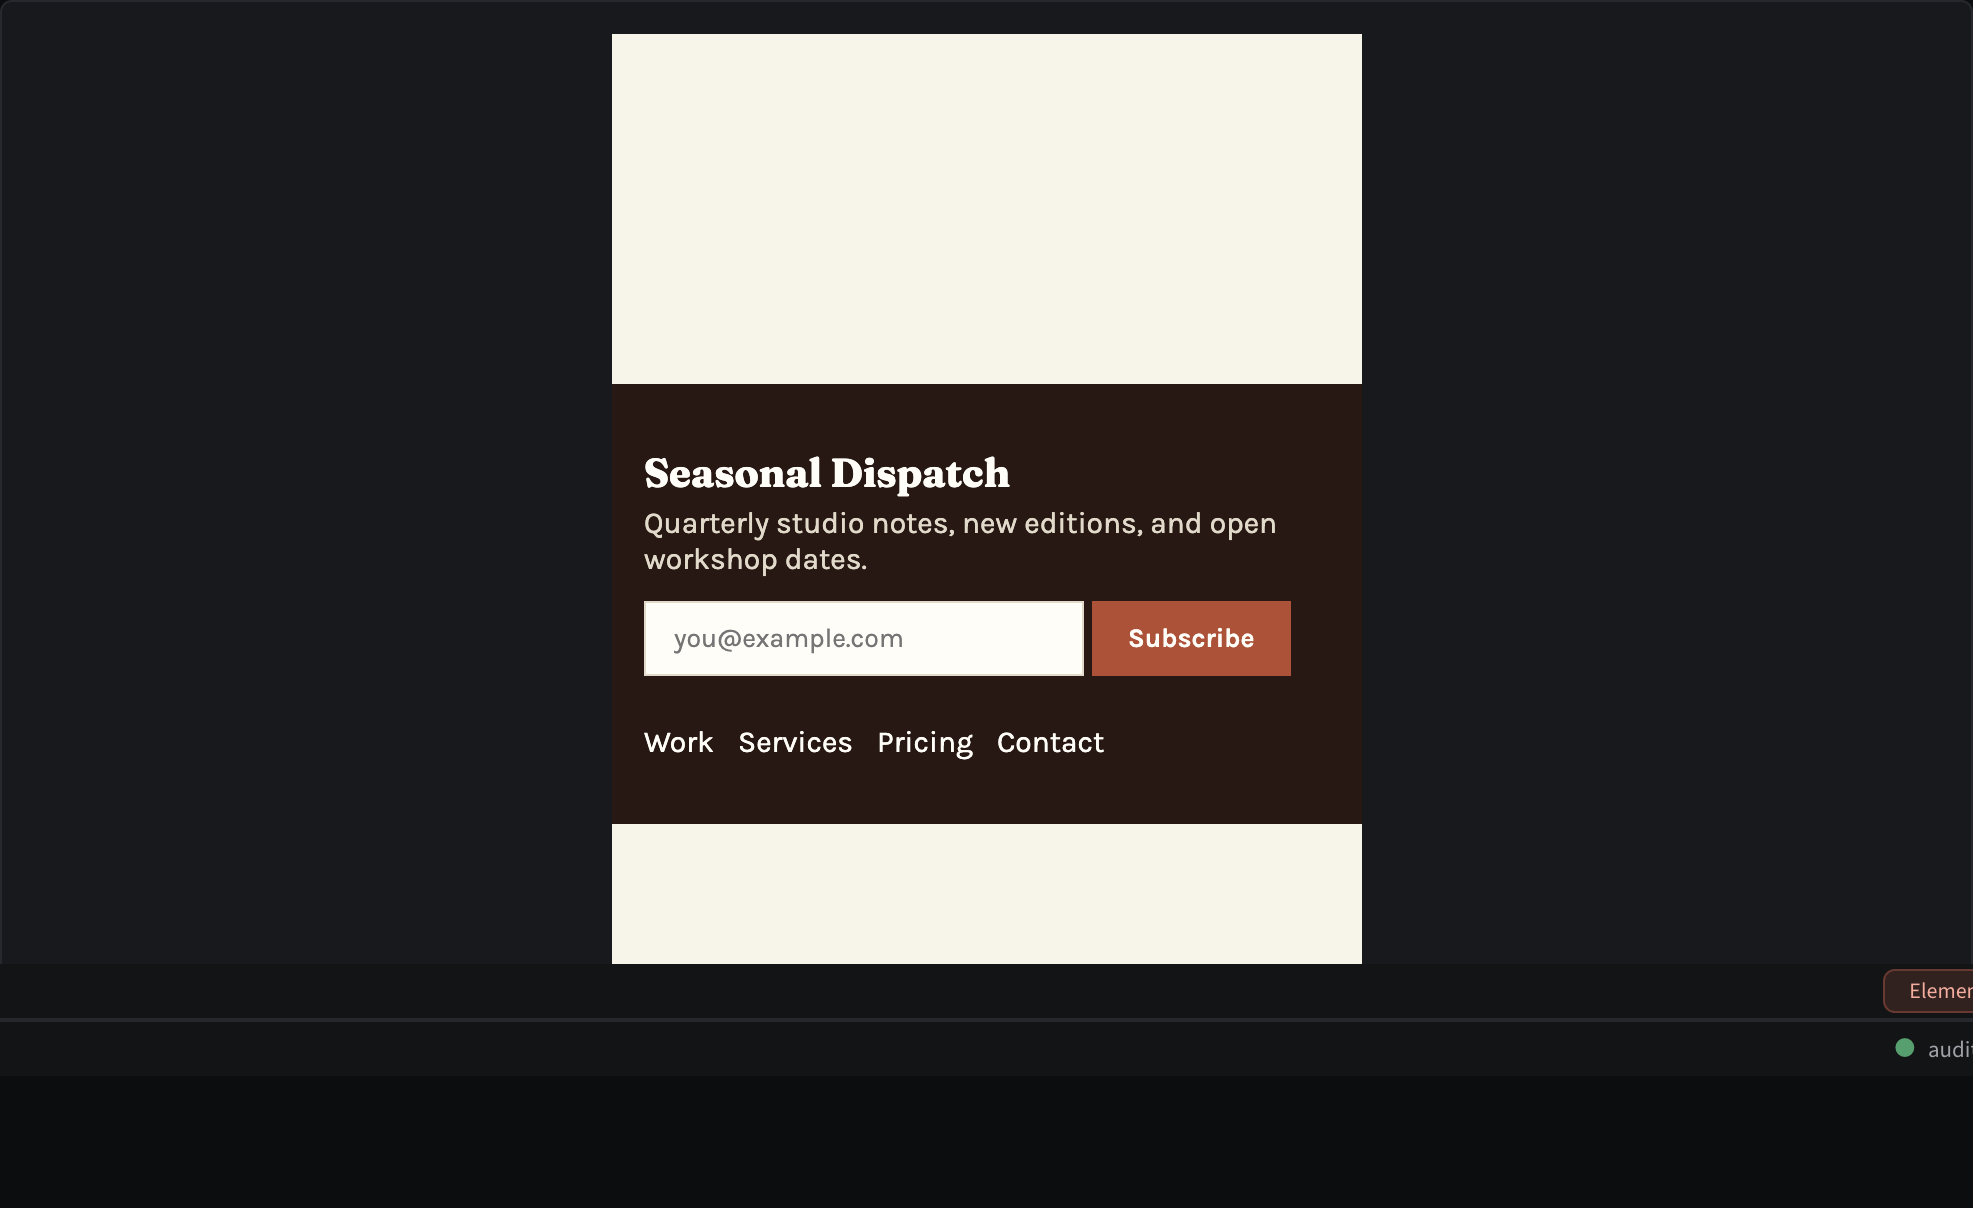 Seasonal Dispatch
Quarterly studio notes, new editions, and open
workshop dates.
you@example.com Subscribe
Work Services Pricing Contact